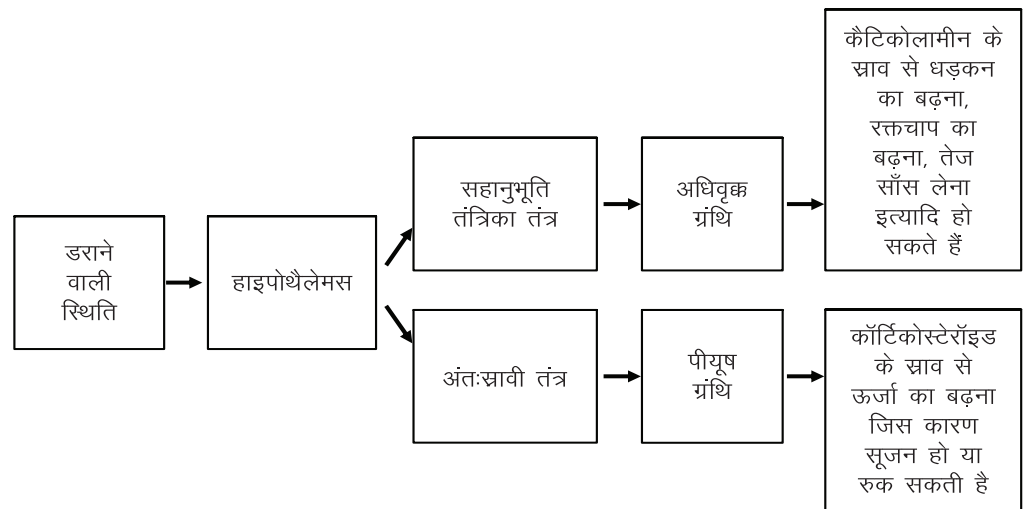 डराने
वाली
स्थिति
हाइपोथैलेमस
सहानुभूति
तंत्रिका तंत्र
अधिवृक्क
ग्रंथि
कैटिकोलामीन के
स्राव से धड़कन
का बढ़ना,
रक्तचाप का
बढ़ना, तेज
साँस लेना
इत्यादि हो
सकते हैं
अंतःस्रावी तंत्र
पीयूष
ग्रंथि
कॉर्टिकोस्टेरॉइड
के स्राव से
ऊर्जा का बढ़ना
जिस कारण
सूजन हो या
रुक सकती है